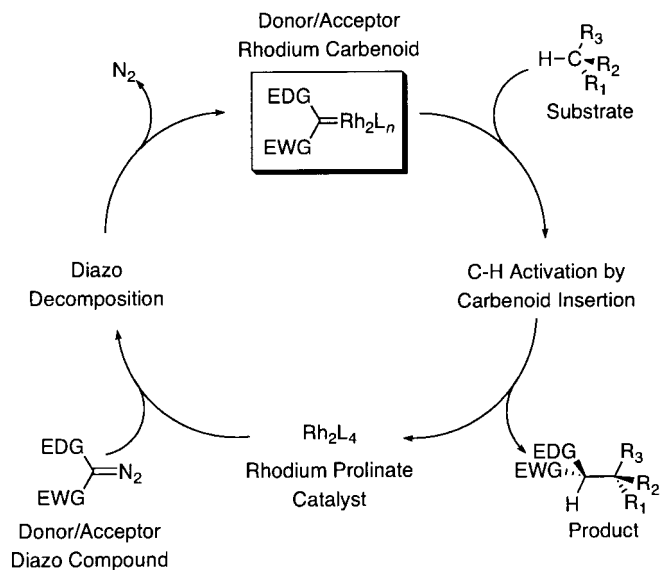 Donor/Acceptor
Rhodium Carbenoid
N2
EDG
EWG
=Rh2Ln
H-C
R3
R2
R1
Substrate
Diazo
Decomposition
C-H Activation by
Carbenoid Insertion
EDG
EWG
=N2
Donor/Acceptor
Diazo Compound
Rh2L4
Rhodium Prolinate
Catalyst
EDG
EWG
H
R3
R2
R1
Product